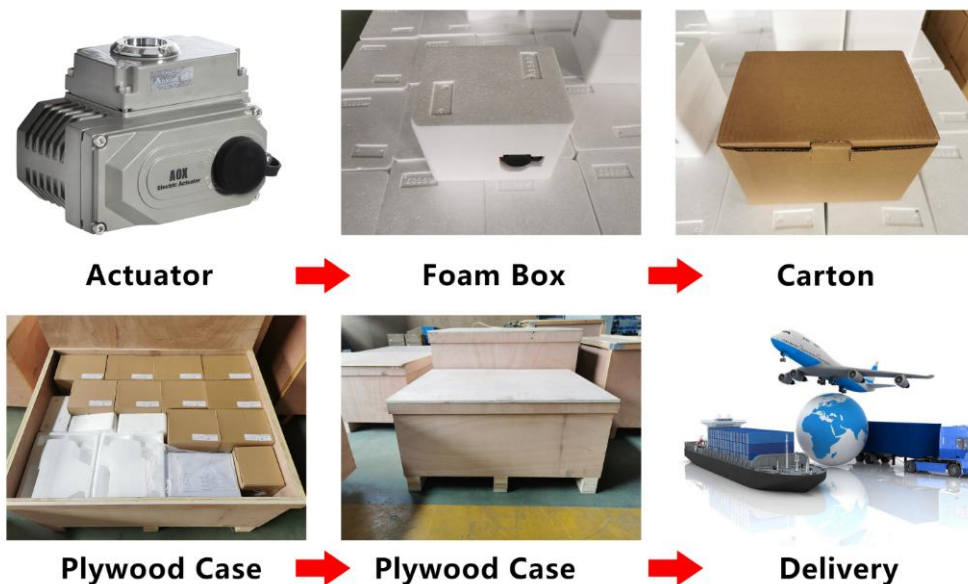 AOX
Electric Actuator
Actuator
Foam Box
Carton
Plywood Case
Plywood Case
Delivery